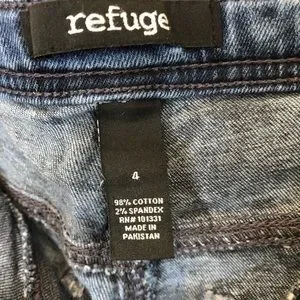 refuge
4
98% COTTON
2% SPANDEX
RN# 101331
MADE IN
PAKISTAN